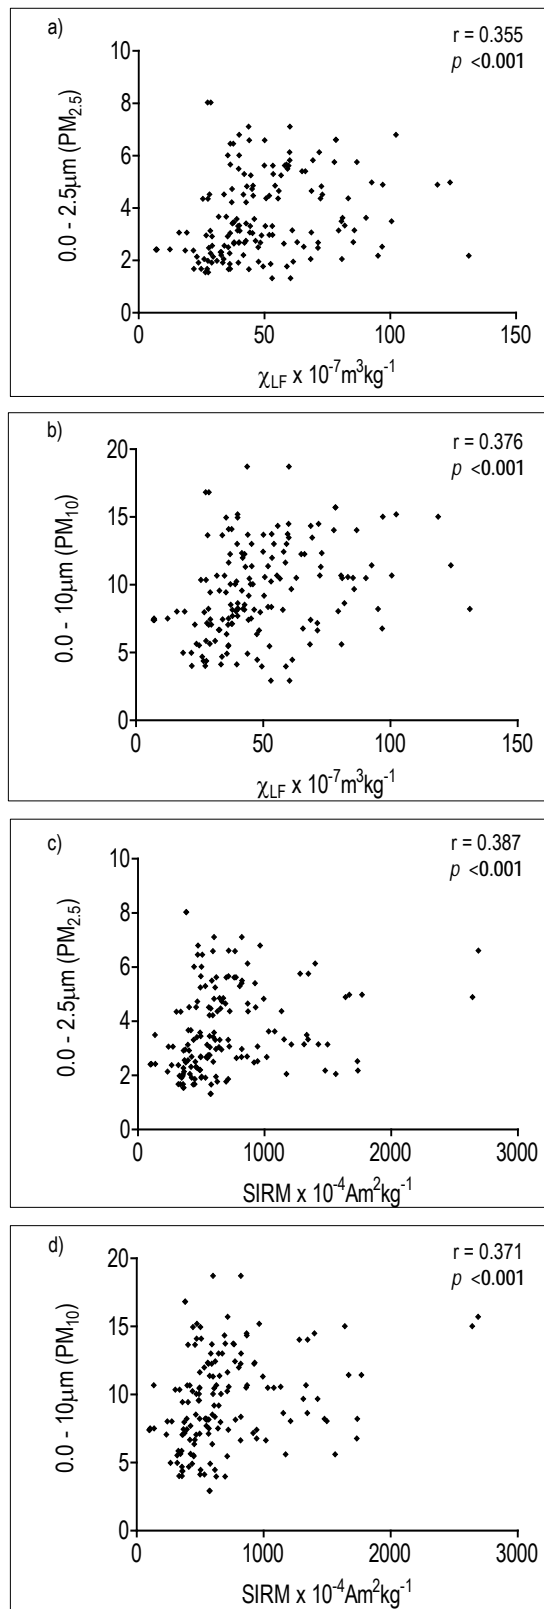 a)
r = 0.355
p <0.001
10
8
6
4
2
0
0.0 - 2.5μm (PM2.5)
0
50
100
150
χLF x 10-7m3kg-1
b)
r = 0.376
p <0.001
20
15
10
5
0
0.0 - 10μm (PM10)
0
50
100
150
χLF x 10-7m3kg-1
c)
r = 0.387
p <0.001
10
8
6
4
2
0
0.0 - 2.5μm (PM2.5)
0
1000
2000
3000
SIRM x 10-4Am2kg-1
d)
r = 0.371
p <0.001
20
15
10
5
0
0.0 - 10μm (PM10)
0
1000
2000
3000
SIRM x 10-4Am2kg-1